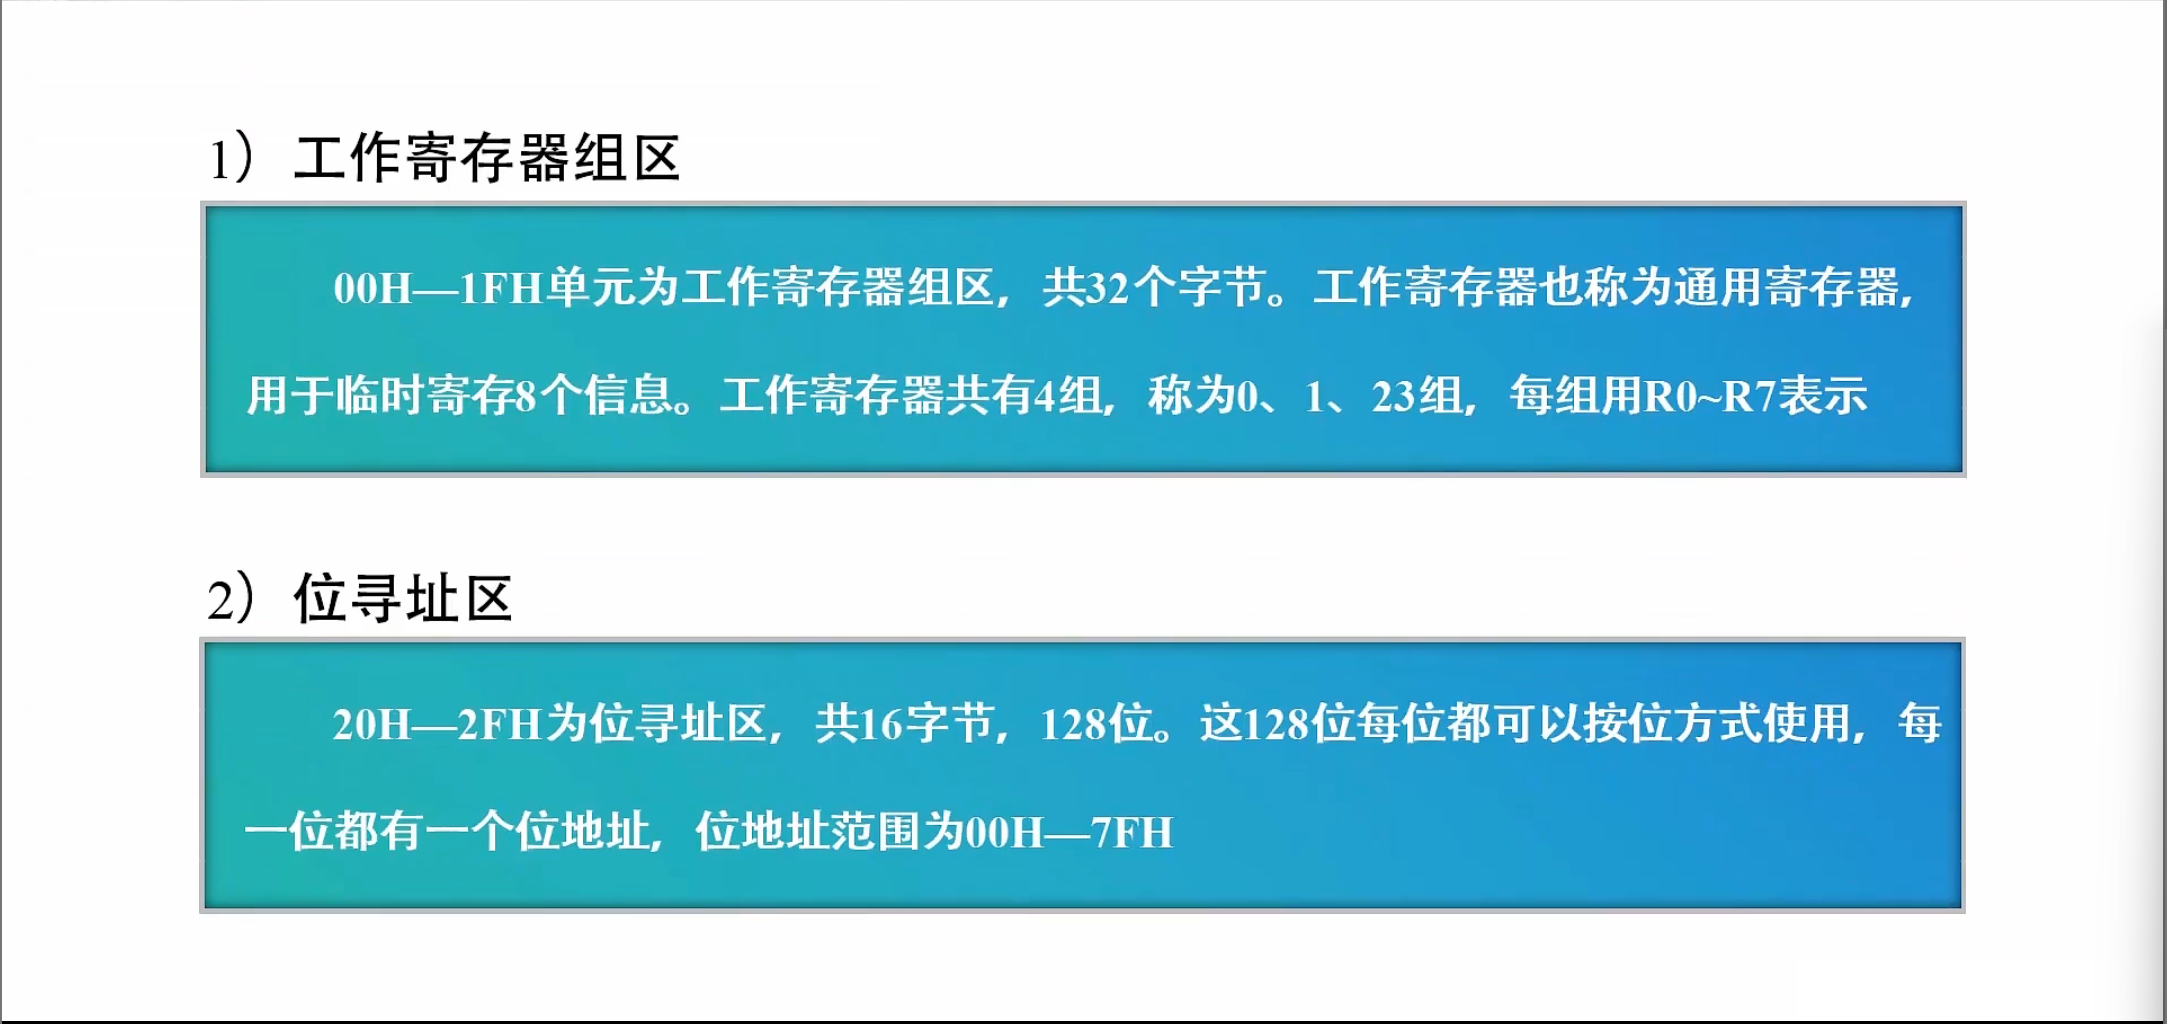 1）工作寄存器组区
00H—1FH单元为工作寄存器组区，共32个字节。工作寄存器也称为通用寄存器,
用于临时寄存8个信息。工作寄存器共有4组，称为0、1、23组，每组用R0~R7表示
2）位寻址区
20H—2FH为位寻址区，共16字节，128位。这128位每位都可以按位方式使用，每
一位都有一个位地址，位地址范围为00H—7FH